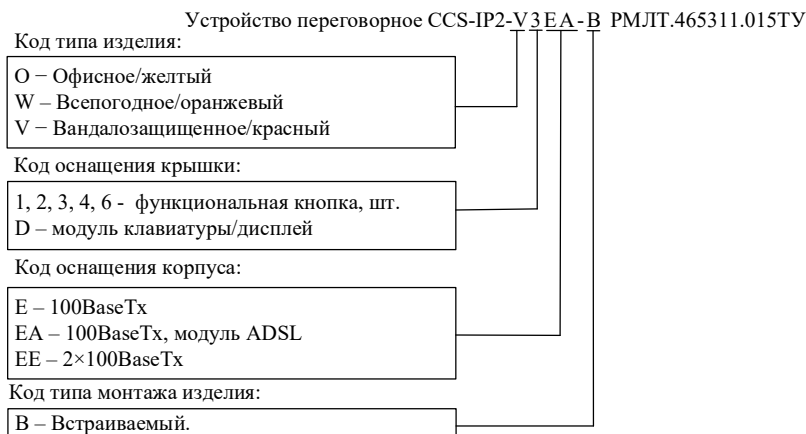 Устройство переговорное CCS-IP2-V3EA-B РМЛТ.465311.015ТУ
Код типа изделия:
O − Офисное/желтый
W – Всепогодное/оранжевый
V − Вандалозащищенное/красный
Код оснащения крышки:
1, 2, 3, 4, 6 - функциональная кнопка, шт.
D – модуль клавиатуры/дисплей
Код оснащения корпуса:
E – 100BaseTx
EA – 100BaseTx, модуль ADSL
EE – 2×100BaseTx
Код типа монтажа изделия:
В – Встраиваемый.